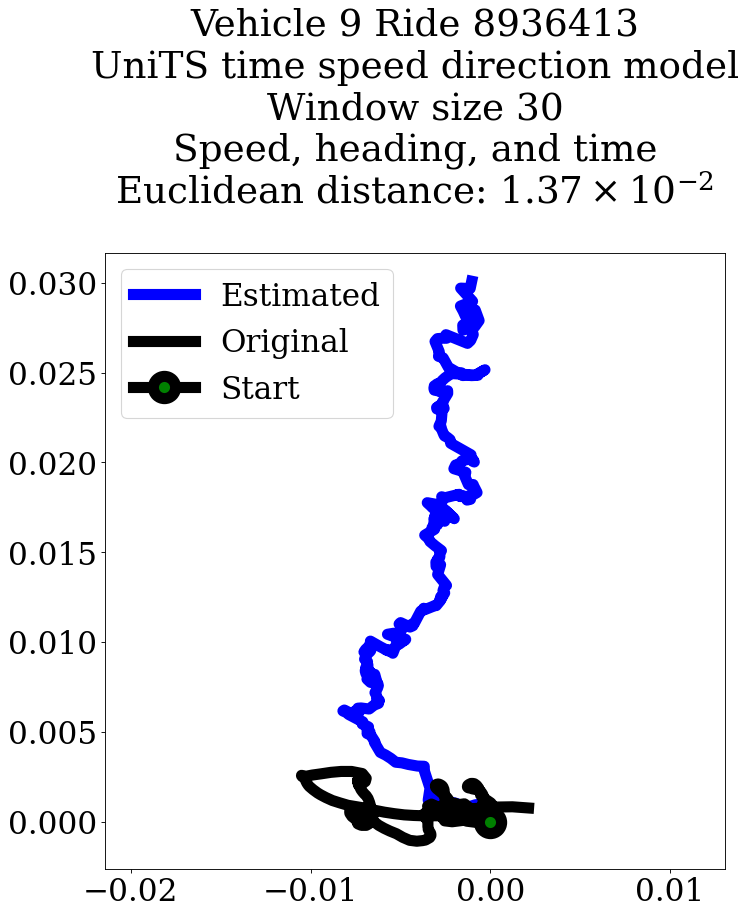 Vehicle 9 Ride 8936413
UniTS time speed direction model
Window size 30
Speed, heading, and time
Euclidean distance: 1.37 × 10⁻²
Estimated
Original
Start
0.030
0.025
0.020
0.015
0.010
0.005
0.000
−0.02 −0.01 0.00 0.01